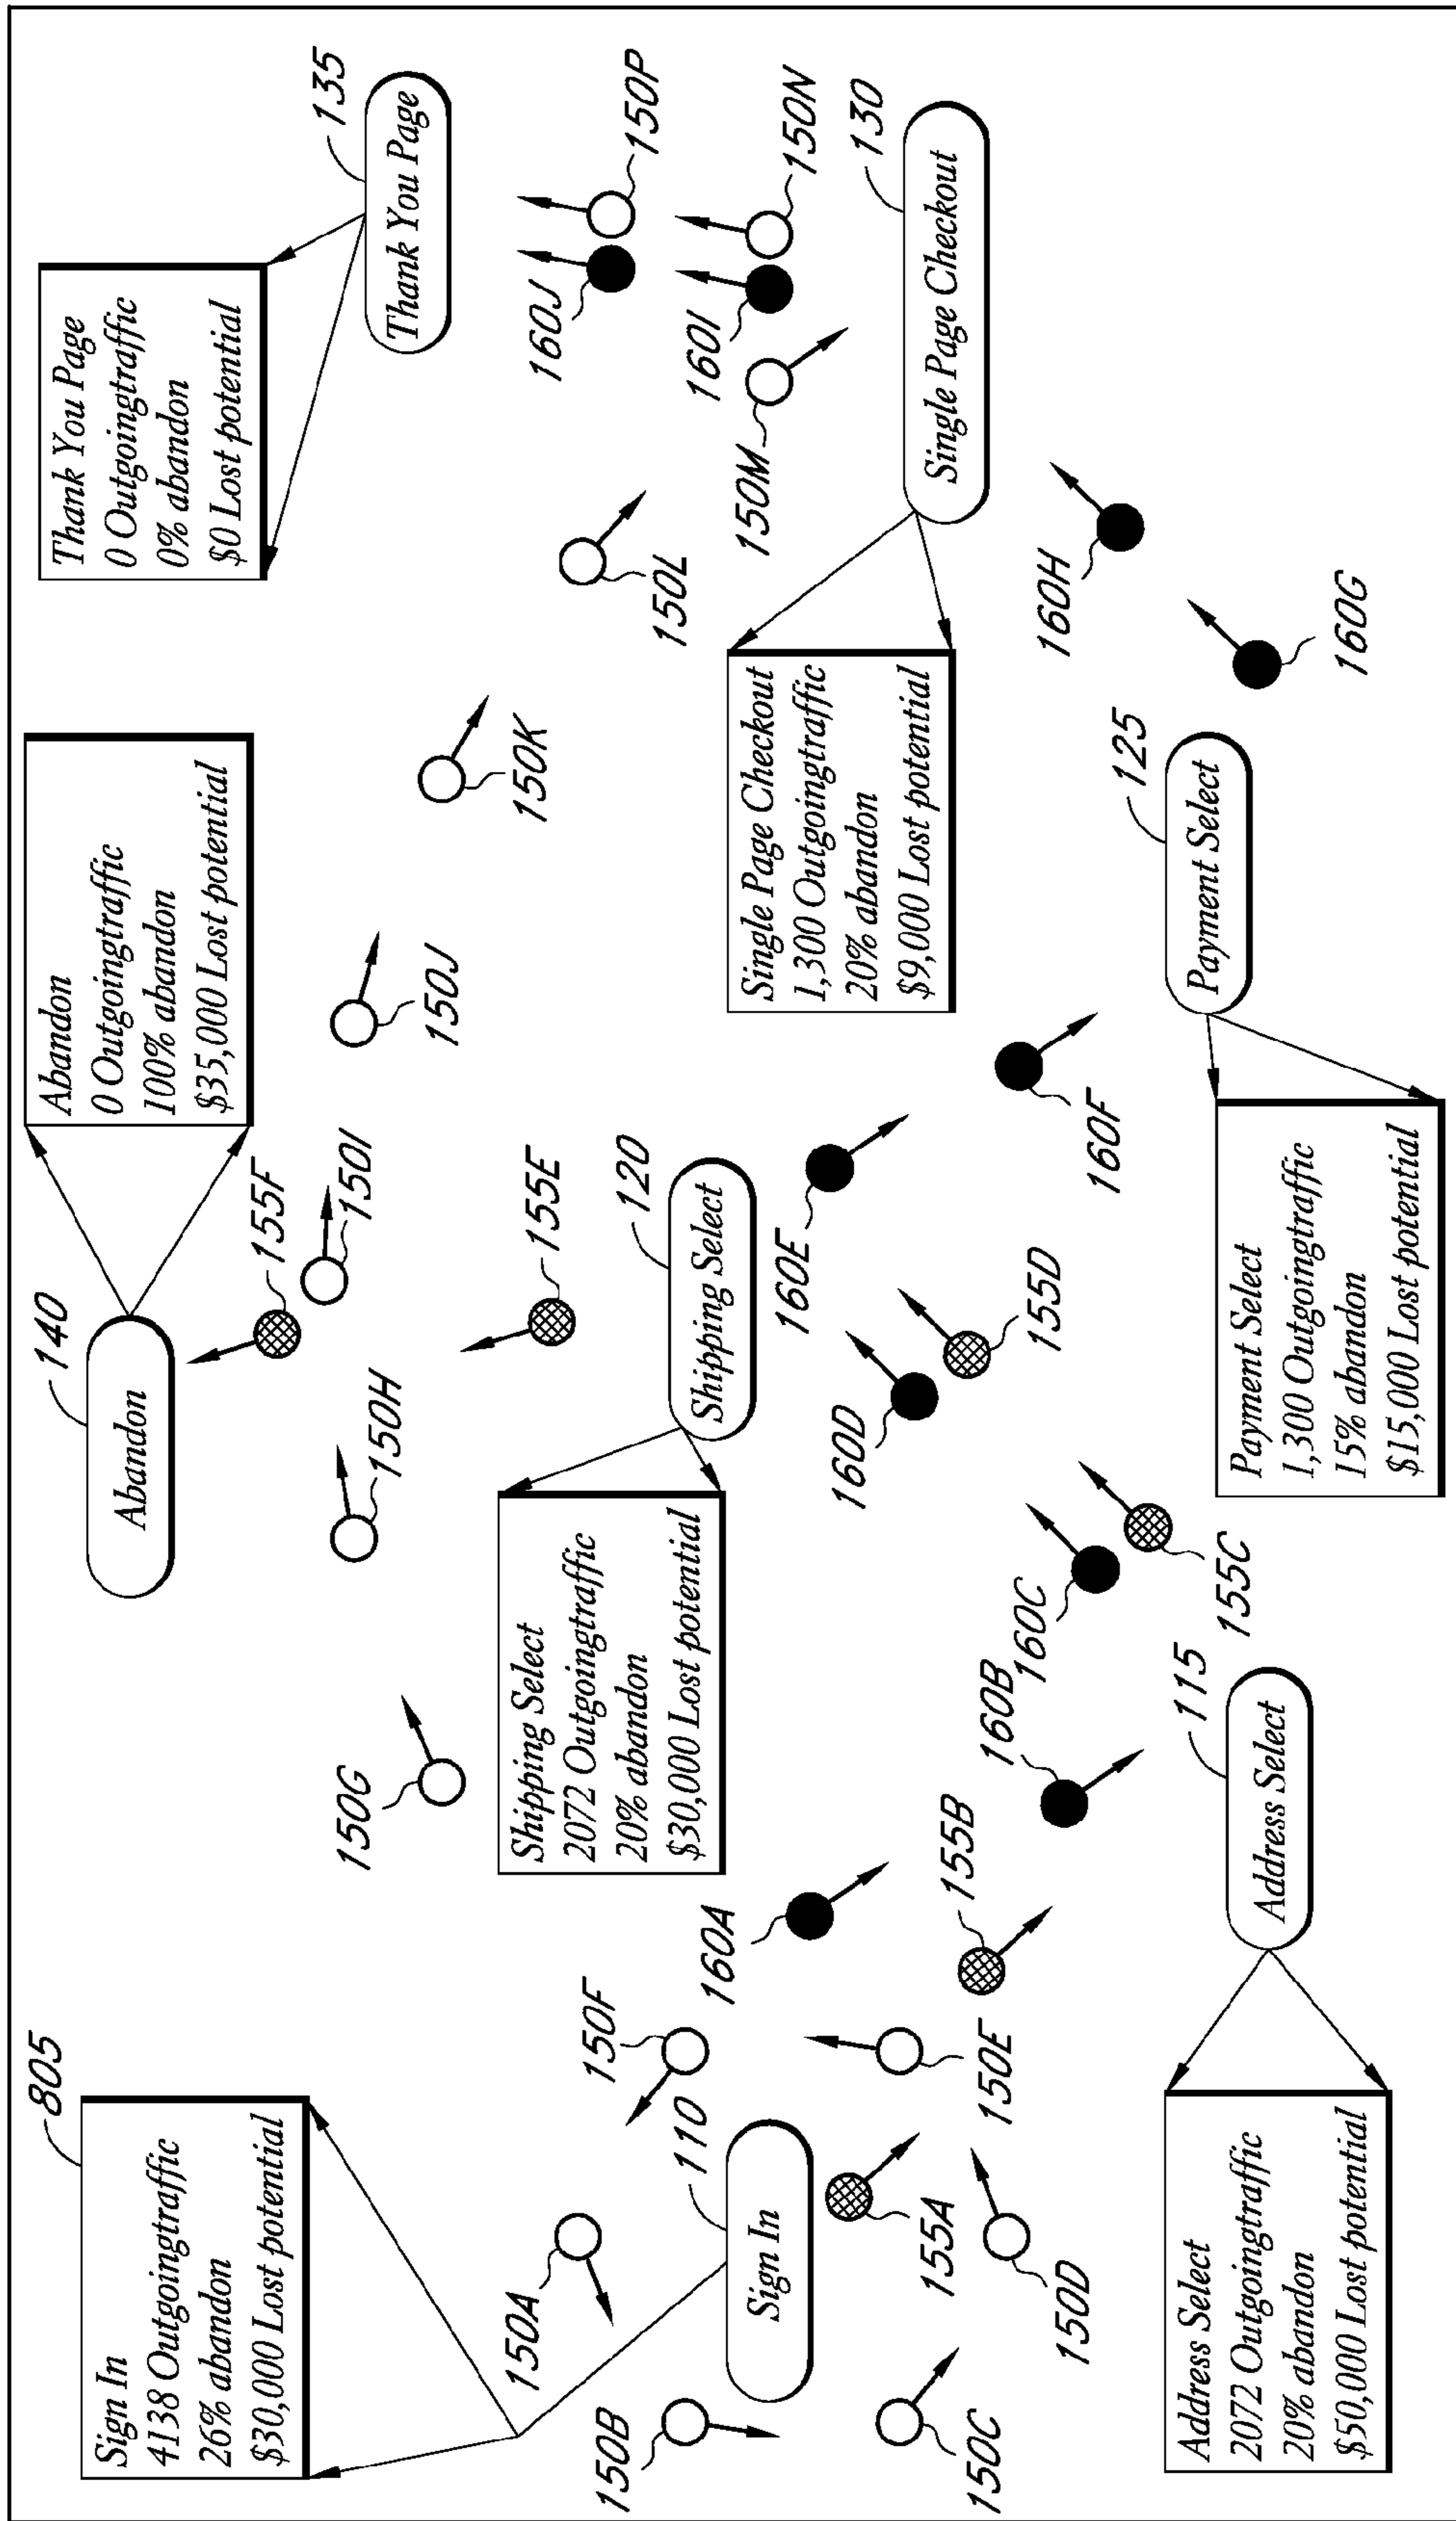 805
Sign In
4138 Outgoingtraffic
26% abandon
$30,000 Lost potential
140
Abandon
Abandon
0 Outgoingtraffic
100% abandon
$35,000 Lost potential
Thank You Page
0 Outgoingtraffic
0% abandon
$0 Lost potential
135
Thank You Page
155F
150I
150H
150G
150J
150K
150L
160J
150P
150A
150B
150F
155E
Shipping Select
2072 Outgoingtraffic
20% abandon
$30,000 Lost potential
120
Shipping Select
150M
160I
150N
110
Sign In
160A
160E
Single Page Checkout
1,300 Outgoingtraffic
20% abandon
$9,000 Lost potential
130
Single Page Checkout
155A
150C
150D
150E
155B
160B
160C
160D
155D
160F
160H
160G
155C
Address Select
2072 Outgoingtraffic
20% abandon
$50,000 Lost potential
115
Address Select
Payment Select
1,300 Outgoingtraffic
15% abandon
$15,000 Lost potential
125
Payment Select